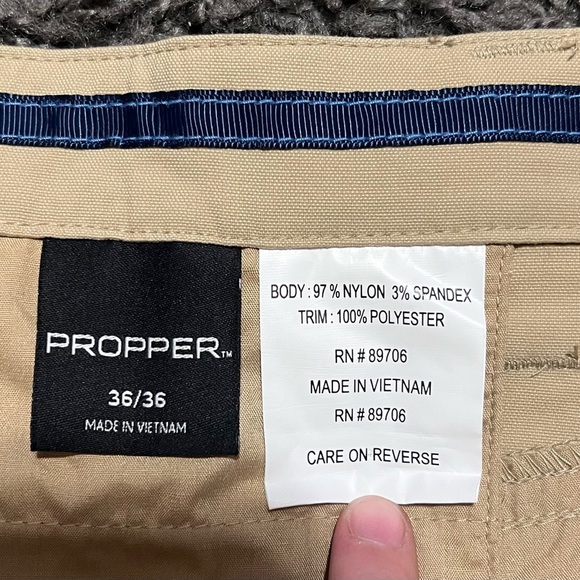 PROPPER™
36/36
MADE IN VIETNAM
BODY : 97 % NYLON 3% SPANDEX
TRIM : 100% POLYESTER
RN # 89706
MADE IN VIETNAM
RN # 89706
CARE ON REVERSE